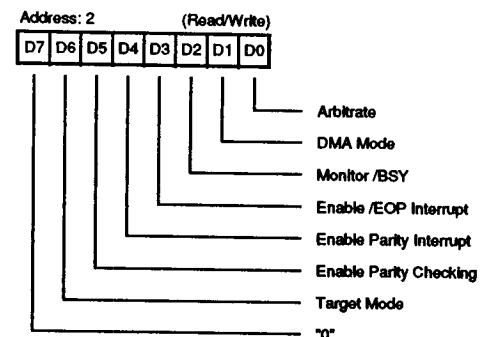 Address: 2 (Read/Write)
D7 D6 D5 D4 D3 D2 D1 D0
Arbitrate
DMA Mode
Monitor /BSY
Enable /EOP Interrupt
Enable Parity Interrupt
Enable Parity Checking
Target Mode
"0"